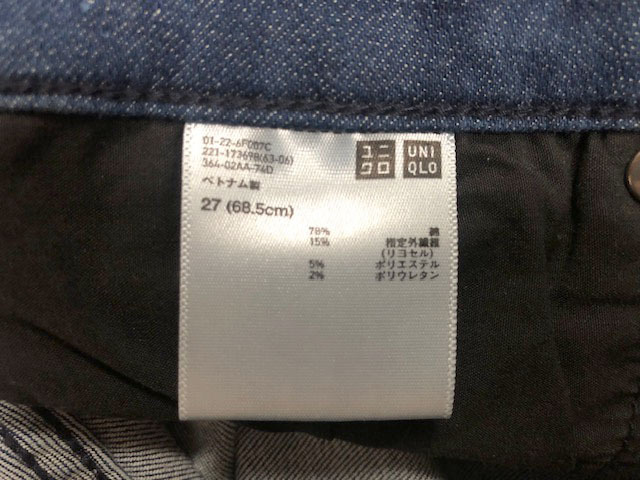 01-22-6F007C
221-173698(63-06)
364-02AA-74D
ユニクロ
UNIQLO
ベトナム製
27 (68.5cm)
78% 綿
15% 指定外繊維
(リヨセル)
5% ポリエステル
2% ポリウレタン